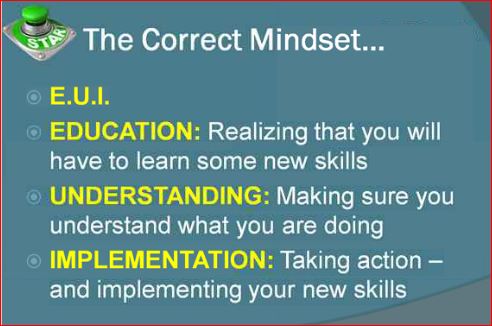 START
The Correct Mindset...
E.U.I.
EDUCATION: Realizing that you will
have to learn some new skills
UNDERSTANDING: Making sure you
understand what you are doing
IMPLEMENTATION: Taking action –
and implementing your new skills